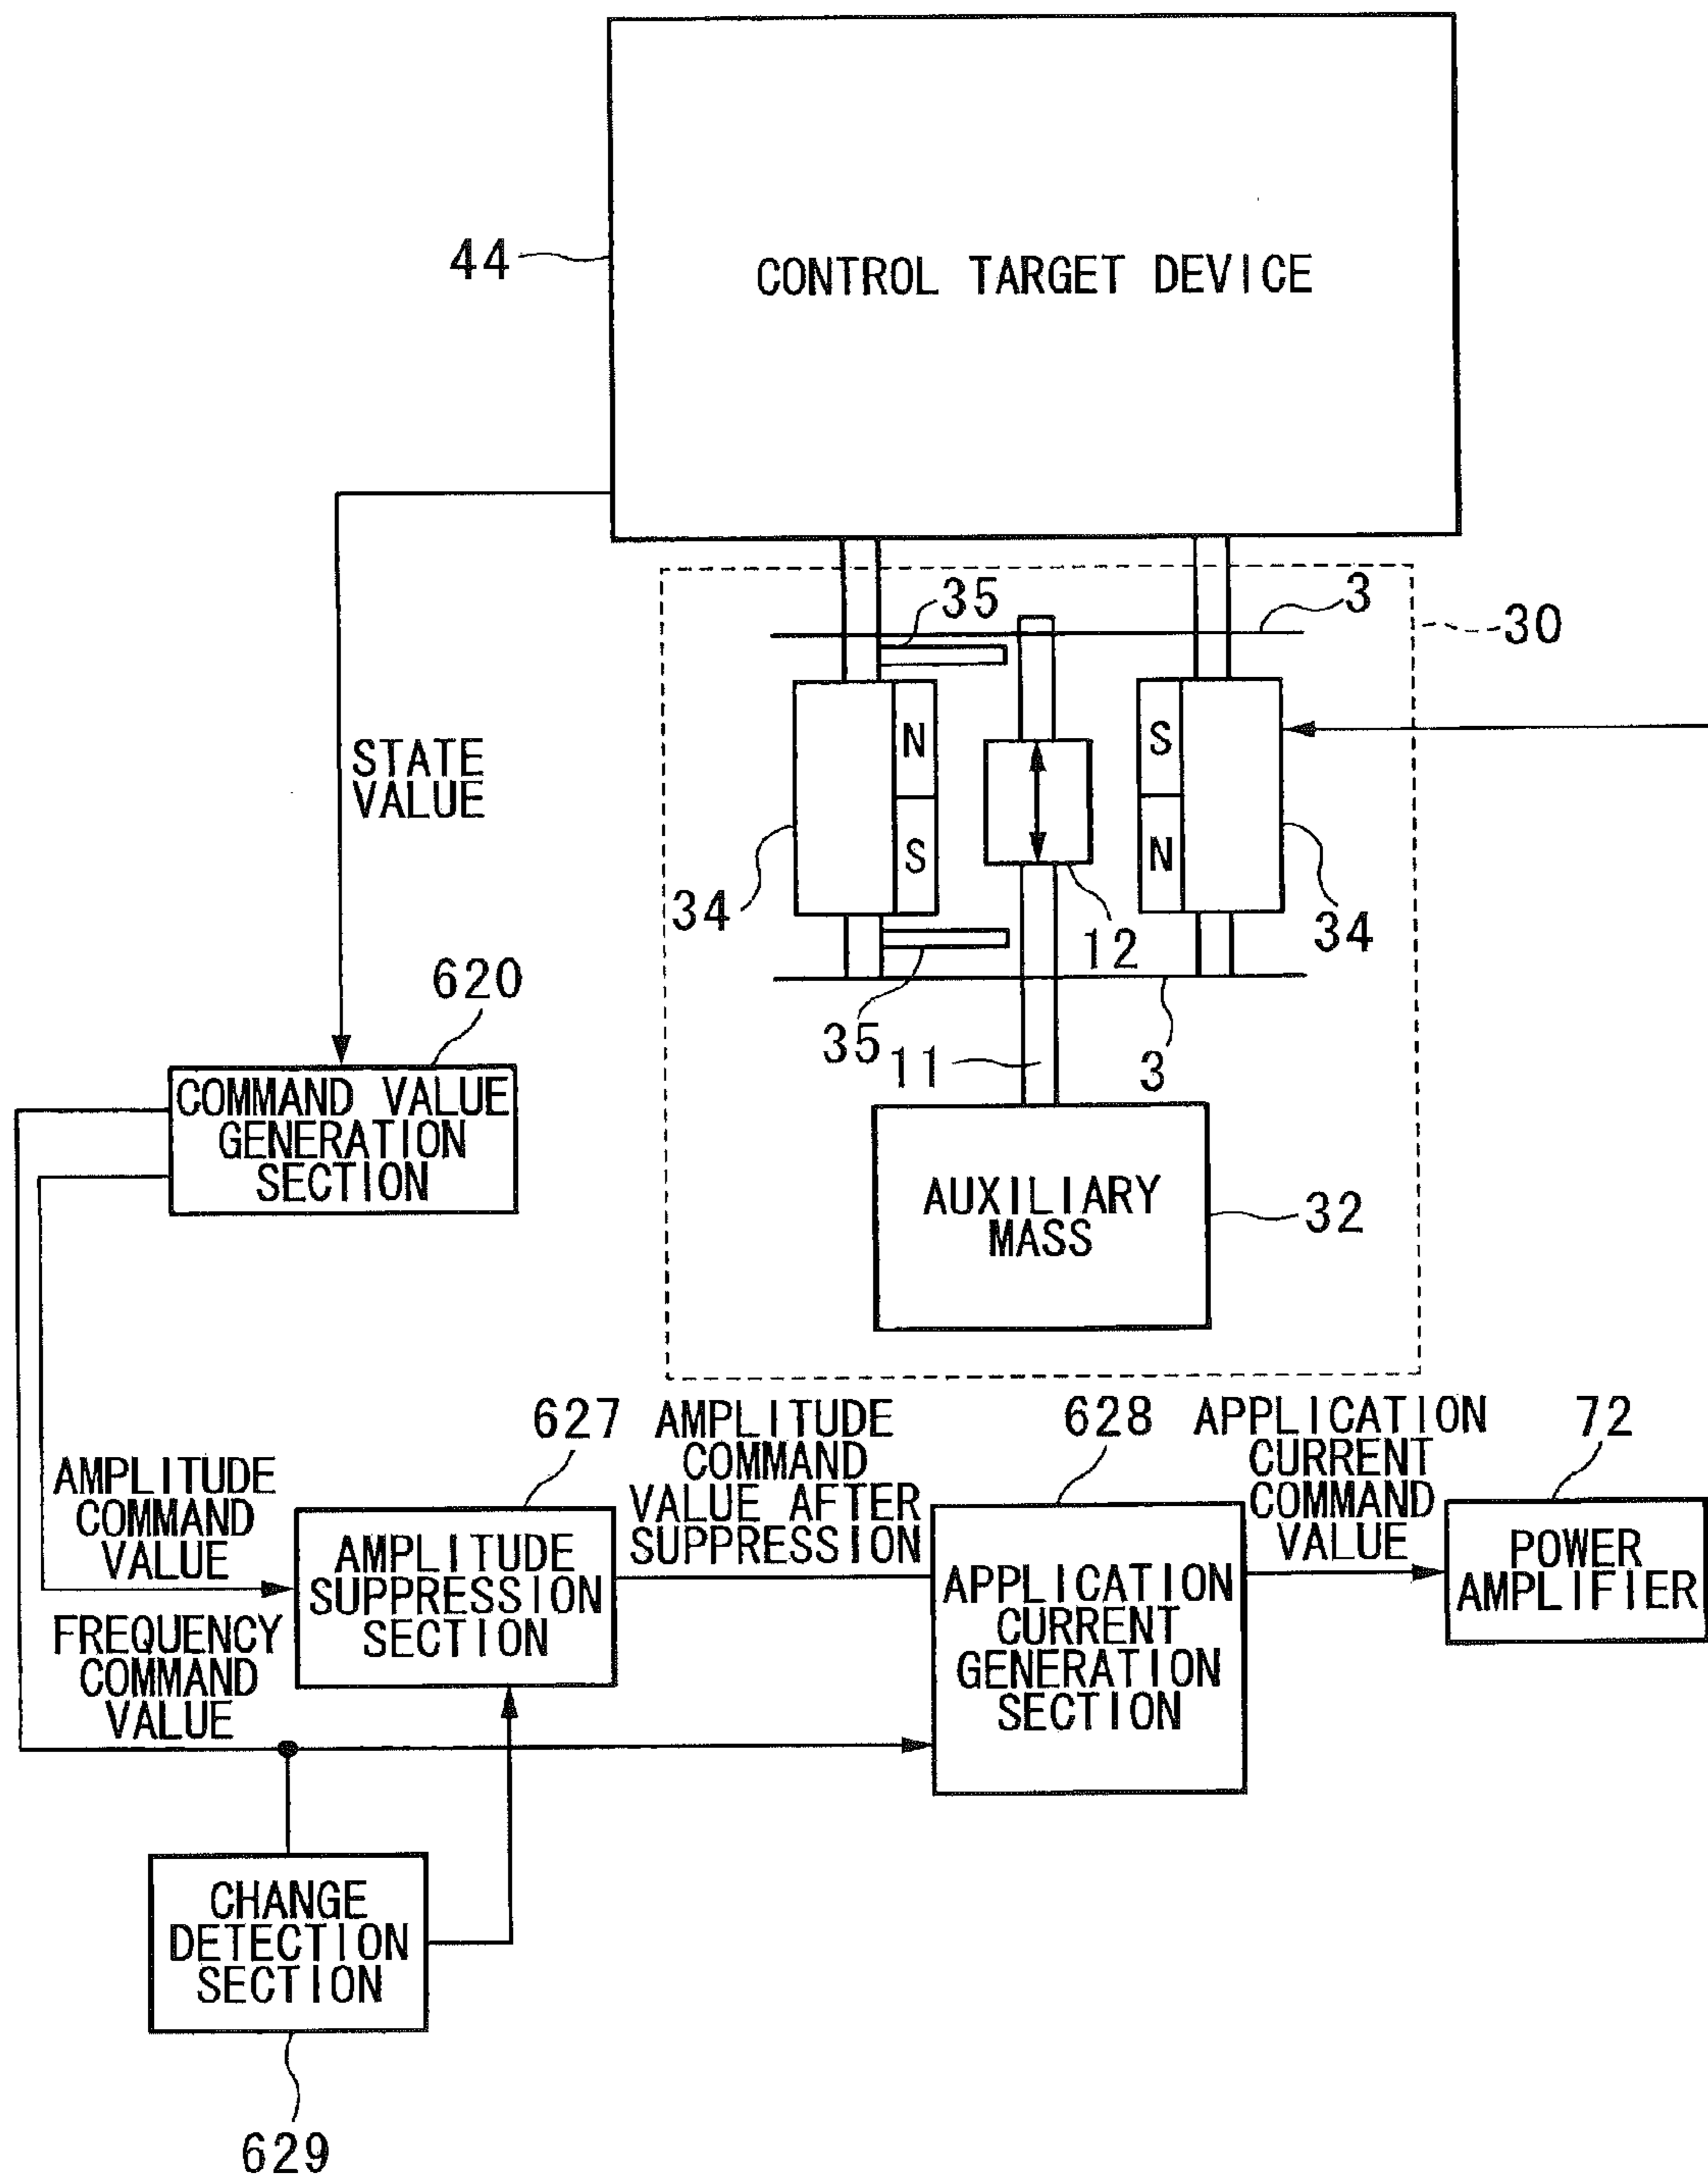 44
CONTROL TARGET DEVICE
35
3
30
N
S
S
N
STATE
VALUE
34
12
34
620
35
11
3
COMMAND VALUE
GENERATION
SECTION
AUXILIARY
MASS
32
627
AMPLITUDE
COMMAND
VALUE AFTER
SUPPRESSION
628
APPLICATION
CURRENT
COMMAND
VALUE
72
AMPLITUDE
COMMAND
VALUE
AMPLITUDE
SUPPRESSION
SECTION
APPLICATION
CURRENT
GENERATION
SECTION
POWER
AMPLIFIER
FREQUENCY
COMMAND
VALUE
CHANGE
DETECTION
SECTION
629